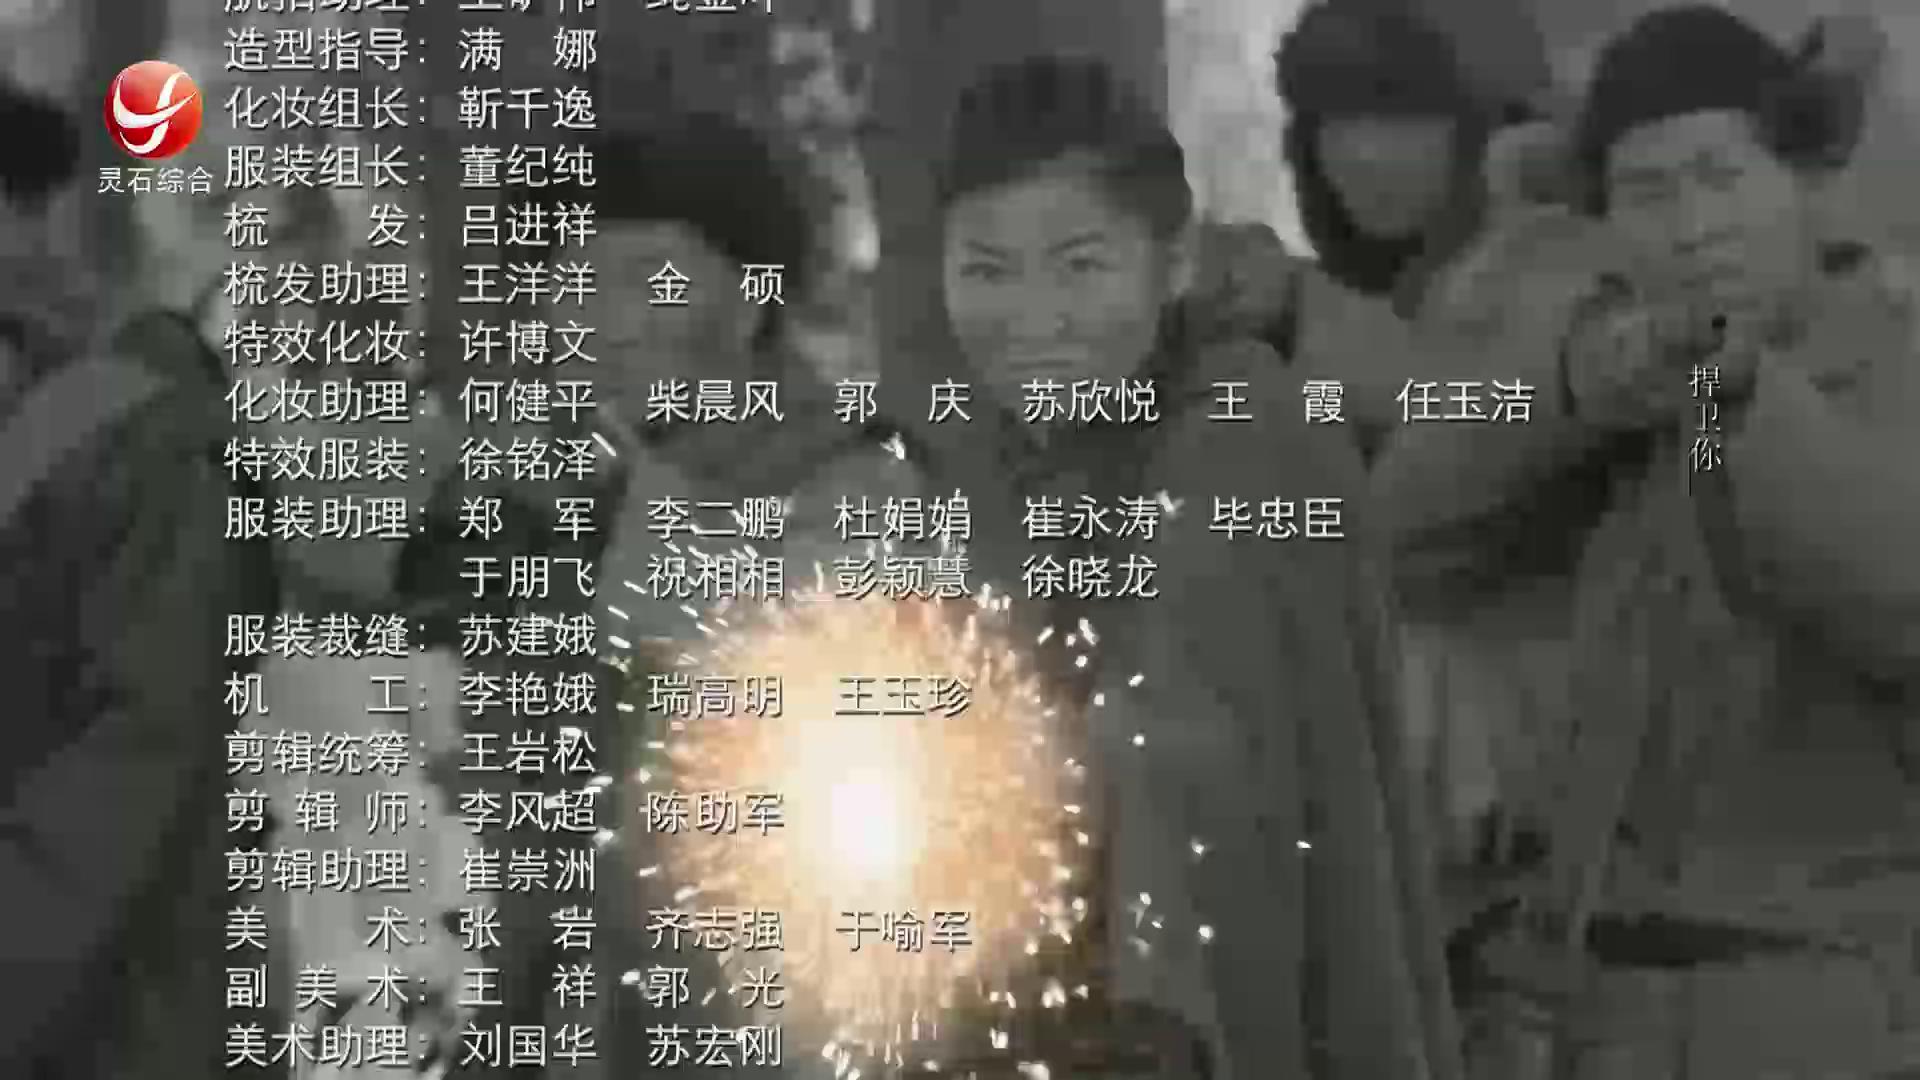 造型指导: 满 娜
化妆组长: 靳千逸
服装组长: 董纪纯
梳 发: 吕进祥
梳发助理: 王洋洋 金 硕
特效化妆: 许博文
化妆助理: 何健平 柴晨风 郭 庆 苏欣悦 王 霞 任玉洁
特效服装: 徐铭泽
服装助理: 郑 军 李二鹏 杜娟娟 崔永涛 毕忠臣
于朋飞 祝相相 彭颖慧 徐晓龙
服装裁缝: 苏建娥
机 工: 李艳娥 瑞高明 王玉珍
剪辑统筹: 王岩松
剪 辑 师: 李风超 陈助军
剪辑助理: 崔崇洲
美 术: 张 岩 齐志强 于喻军
副 美 术: 王 祥 郭 光
美术助理: 刘国华 苏宏刚
灵石综合
捍卫你